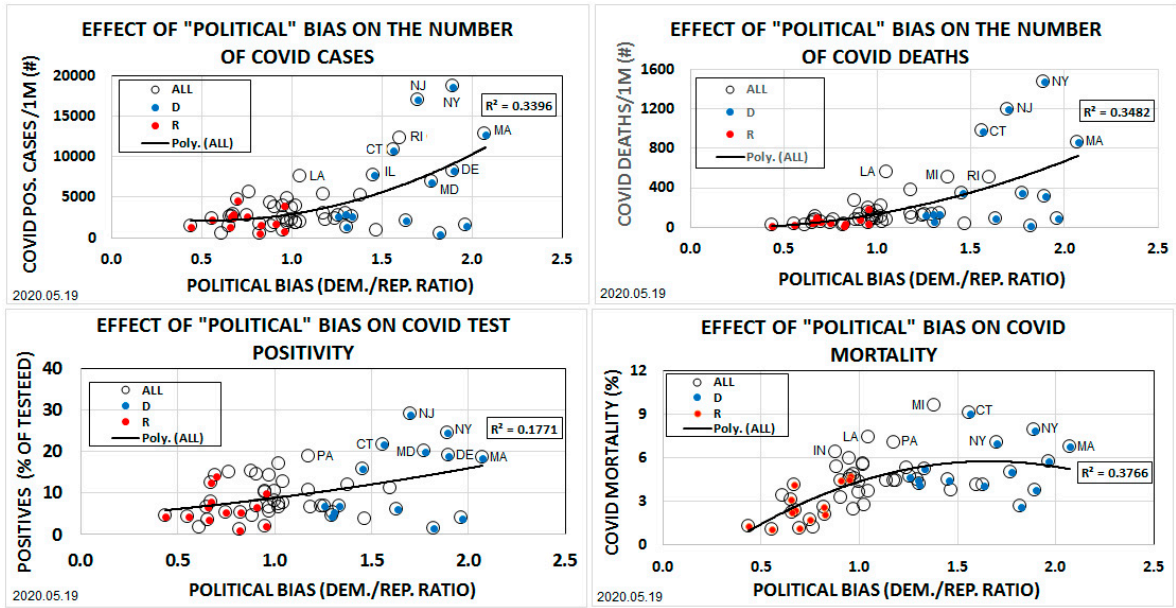 EFFECT OF "POLITICAL" BIAS ON THE NUMBER
OF COVID CASES
COVID POS. CASES/1M (#)
20000
15000
10000
5000
0
ALL
D
R
Poly. (ALL)
NJ
NY
R² = 0.3396
MA
RI
CT
IL
DE
MD
LA
0.0
0.5
1.0
1.5
2.0
2.5
POLITICAL BIAS (DEM./REP. RATIO)
2020.05.19
EFFECT OF "POLITICAL" BIAS ON THE NUMBER
OF COVID DEATHS
COVID DEATHS/1M (#)
1600
1200
800
400
0
ALL
D
R
Poly. (ALL)
NY
NJ
R² = 0.3482
CT
MA
LA
MI
RI
0.0
0.5
1.0
1.5
2.0
2.5
POLITICAL BIAS (DEM./REP. RATIO)
2020.05.19
EFFECT OF "POLITICAL" BIAS ON COVID TEST
POSITIVITY
POSITIVES (% OF TESTEED)
40
30
20
10
0
ALL
D
R
Poly. (ALL)
NJ
NY
R² = 0.1771
CT
MD
DE
MA
PA
0.0
0.5
1.0
1.5
2.0
2.5
POLITICAL BIAS (DEM./REP. RATIO)
2020.05.19
EFFECT OF "POLITICAL" BIAS ON COVID
MORTALITY
COVID MORTALITY (%)
12
9
6
3
0
ALL
D
R
Poly. (ALL)
MI
CT
LA
PA
NY
NY
MA
IN
R² = 0.3766
0.0
0.5
1.0
1.5
2.0
2.5
POLITICAL BIAS (DEM./REP. RATIO)
2020.05.19